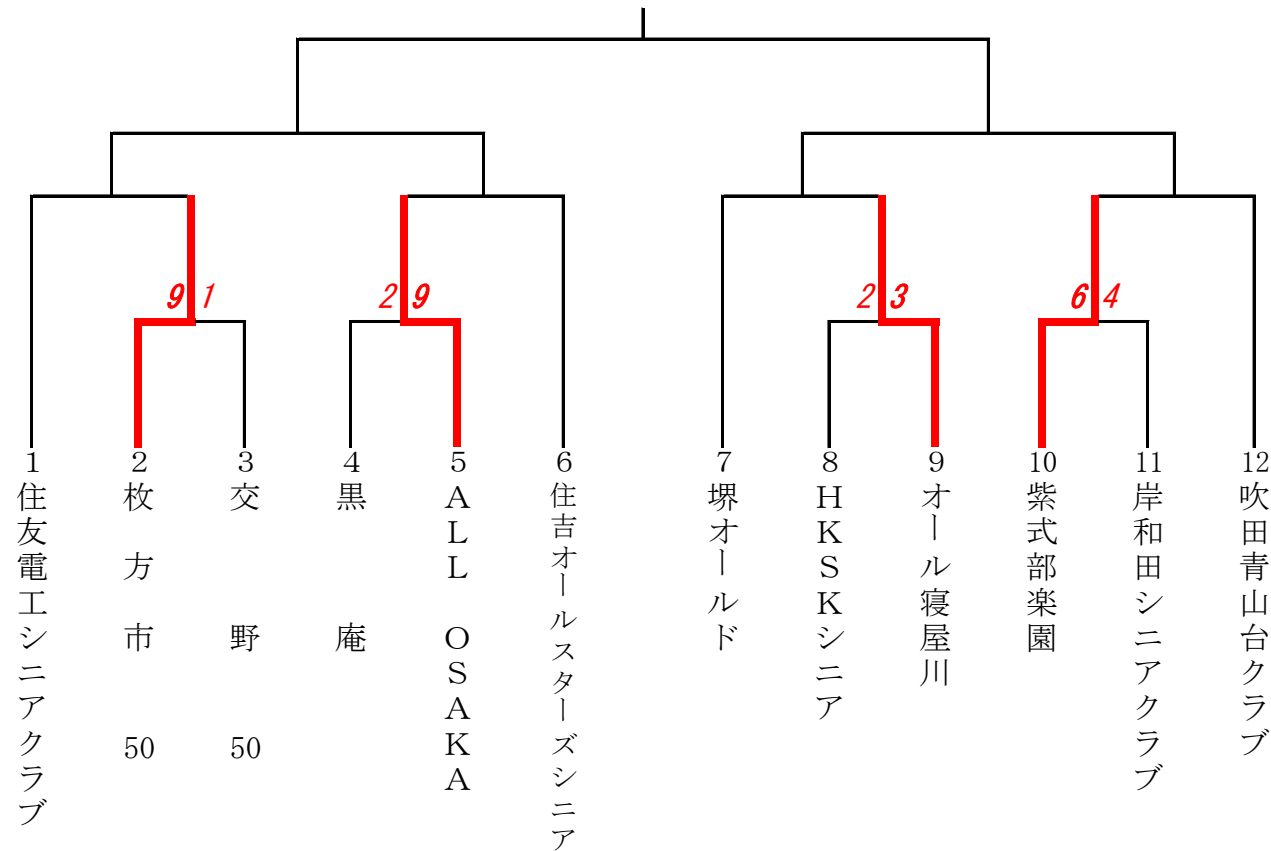 9 1
2 9
2 3
6 4
1 住友電工シニアクラブ
2 枚方市 50
3 交野 50
4 黒庵
5 ALL OSAKA
6 住吉オールスターズシニア
7 堺オールド
8 HKSKシニア
9 オール寝屋川
10 紫式部楽園
11 岸和田シニアクラブ
12 吹田青山台クラブ